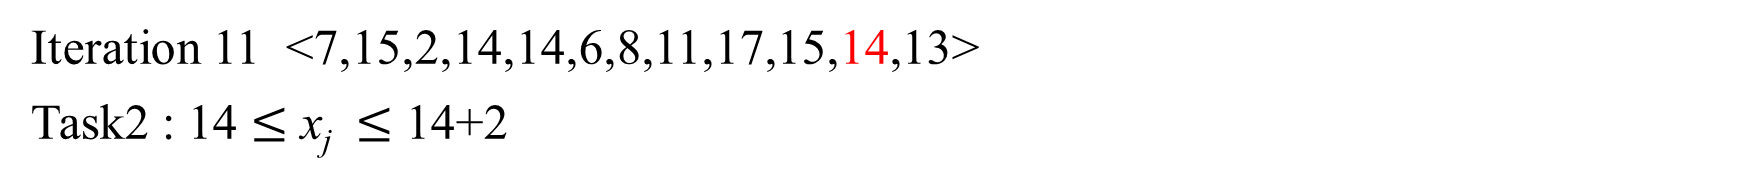 Iteration 11 <7,15,2,14,14,6,8,11,17,15,14,13>
Task2 : 14 ≤ xⱼ ≤ 14+2